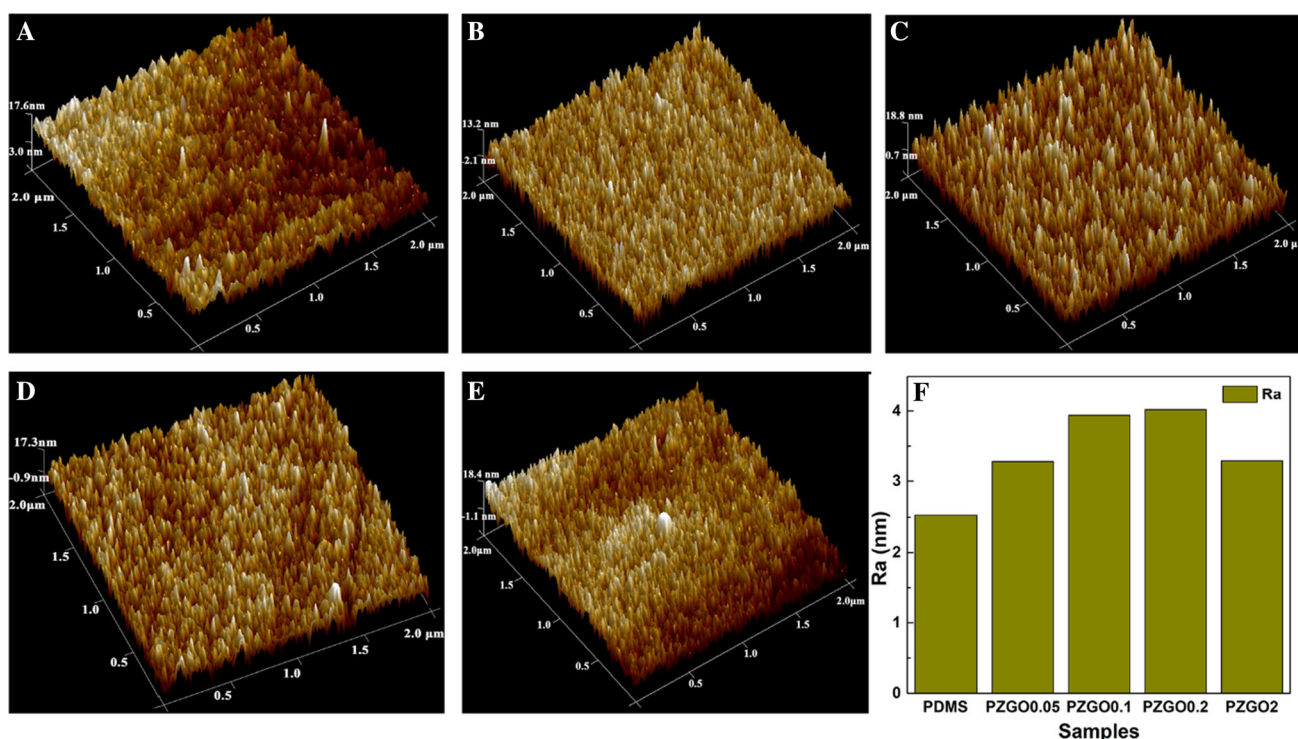 A
17.6nm
3.0 nm
2.0 μm
1.5
1.0
0.5
0.5
1.0
1.5
2.0 μm
B
13.2 nm
-2.1 nm
2.0
1.5
1.0
0.5
0.5
1.0
1.5
2.0 μm
C
18.8 nm
0.7 nm
2.0 μm
1.5
1.0
0.5
0.5
1.0
1.5
2.0 μm
D
17.3nm
-0.9nm
2.0μm
1.5
1.0
0.5
0.5
1.0
1.5
2.0 μm
E
18.4 nm
-1.1 nm
2.0μm
1.5
1.0
0.5
0.5
1.0
1.5
2.0μm
F
Ra
Ra (nm)
4
3
2
1
0
PDMS PZGO0.05 PZGO0.1 PZGO0.2 PZGO2
Samples